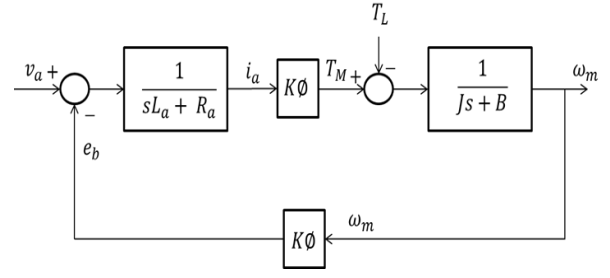 T_L
v_a +
−
1
sL_a + R_a
i_a
KØ
T_M +
−
1
Js + B
ω_m
e_b
KØ
ω_m